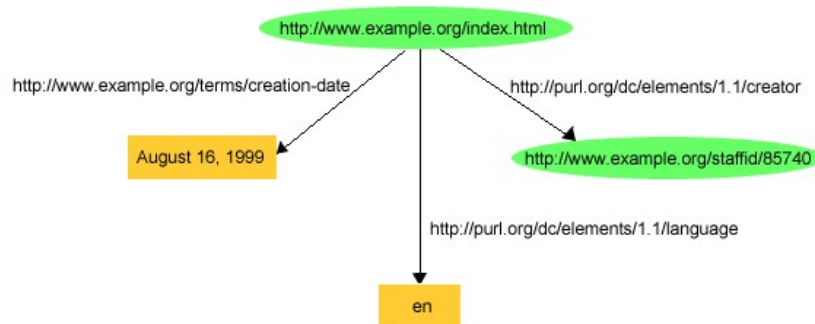 http://www.example.org/index.html
http://www.example.org/terms/creation-date
http://purl.org/dc/elements/1.1/creator
August 16, 1999
http://www.example.org/staffid/85740
http://purl.org/dc/elements/1.1/language
en